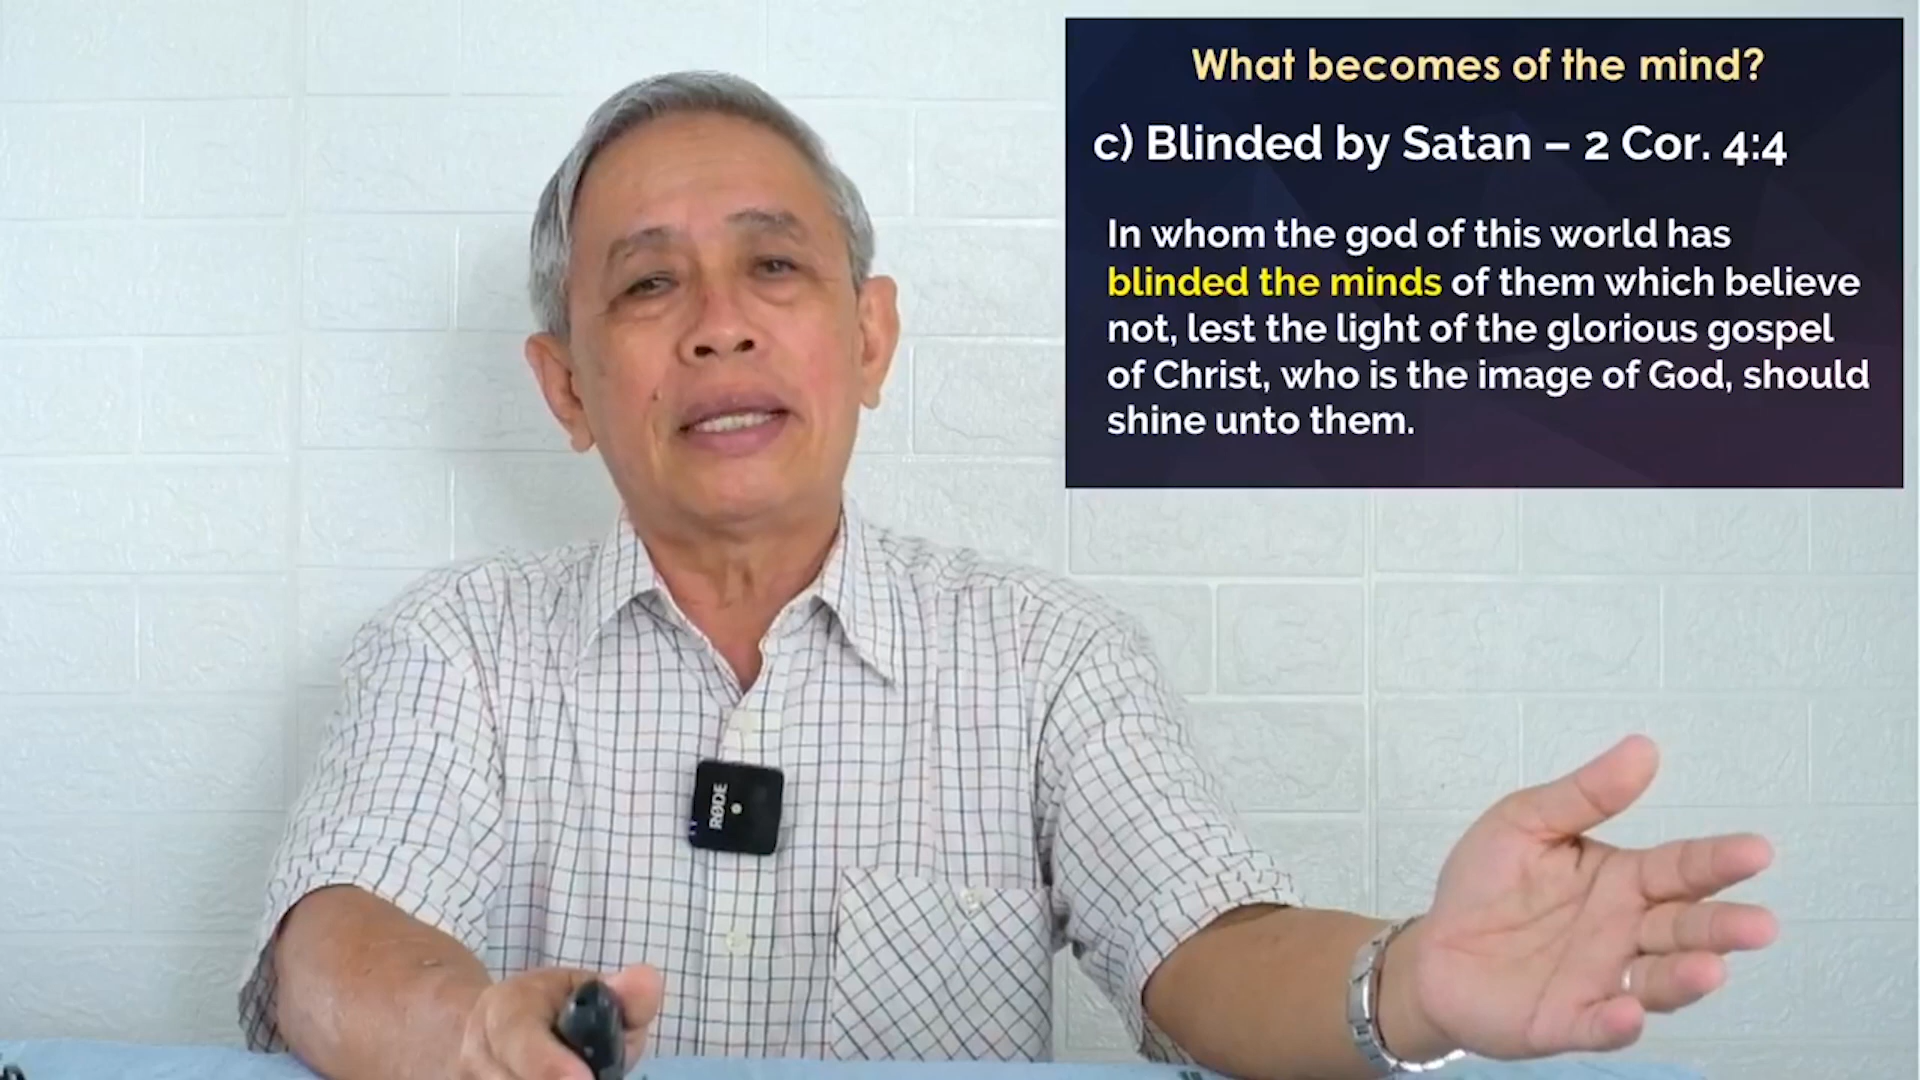 What becomes of the mind?
c) Blinded by Satan – 2 Cor. 4:4
In whom the god of this world has
blinded the minds of them which believe
not, lest the light of the glorious gospel
of Christ, who is the image of God, should
shine unto them.
RØDE